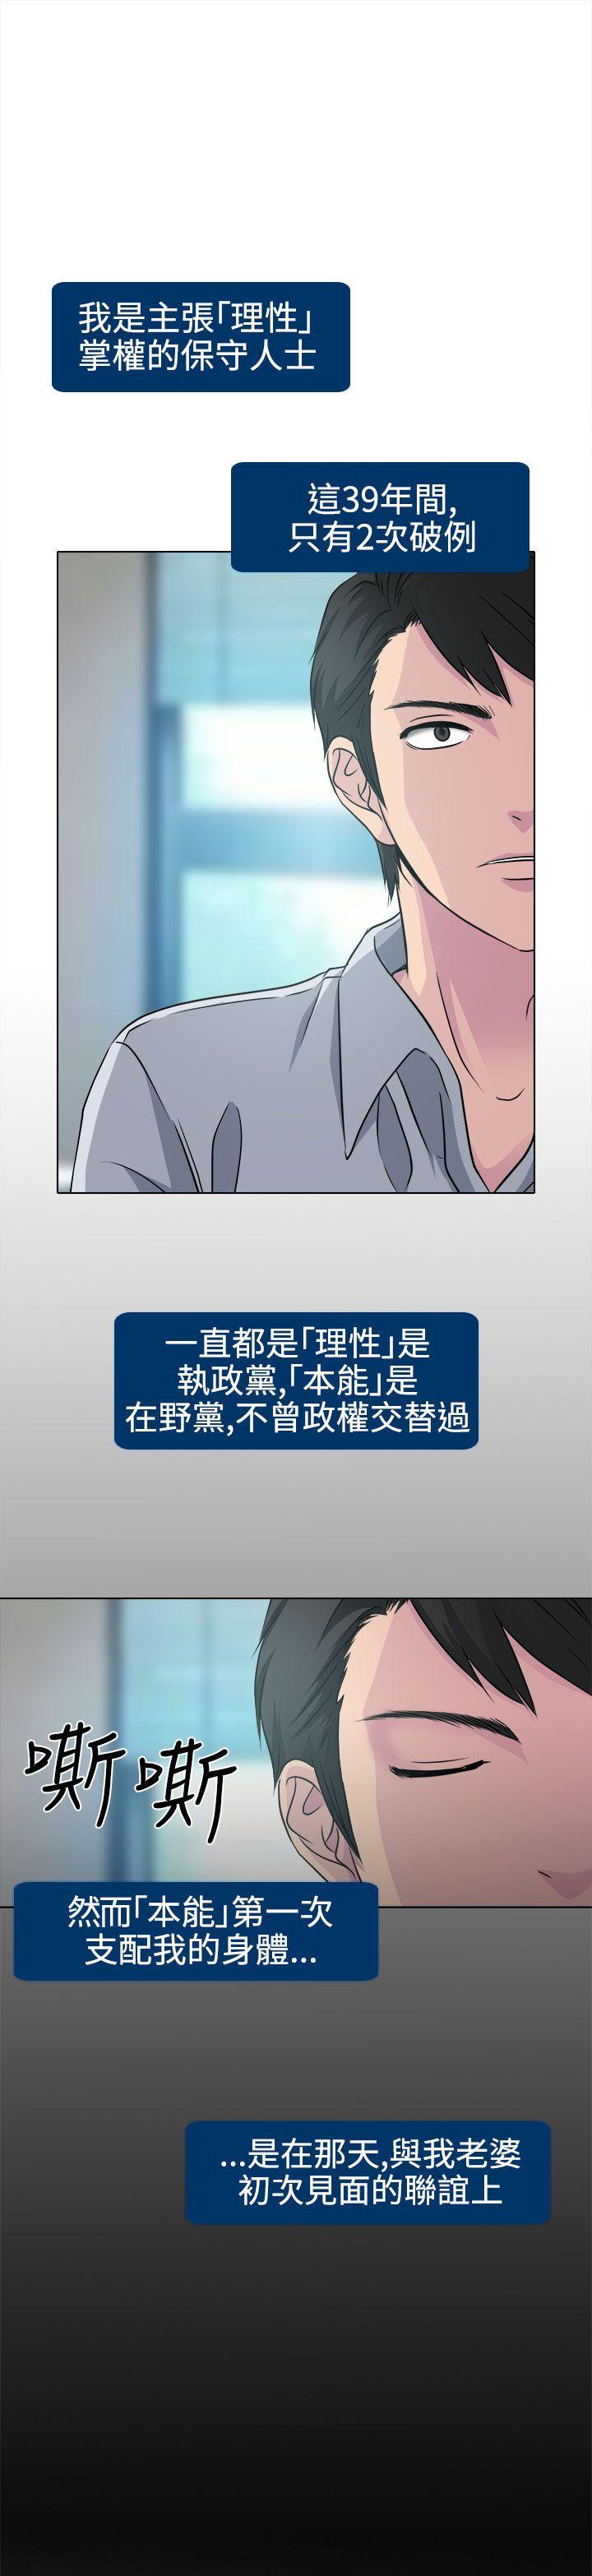 我是主張「理性」
掌權的保守人士
這39年間,
只有2次破例
一直都是「理性」是
執政黨,「本能」是
在野黨,不曾政權交替過
嘶嘶
然而「本能」第一次
支配我的身體...
...是在那天,與我老婆
初次見面的聯誼上